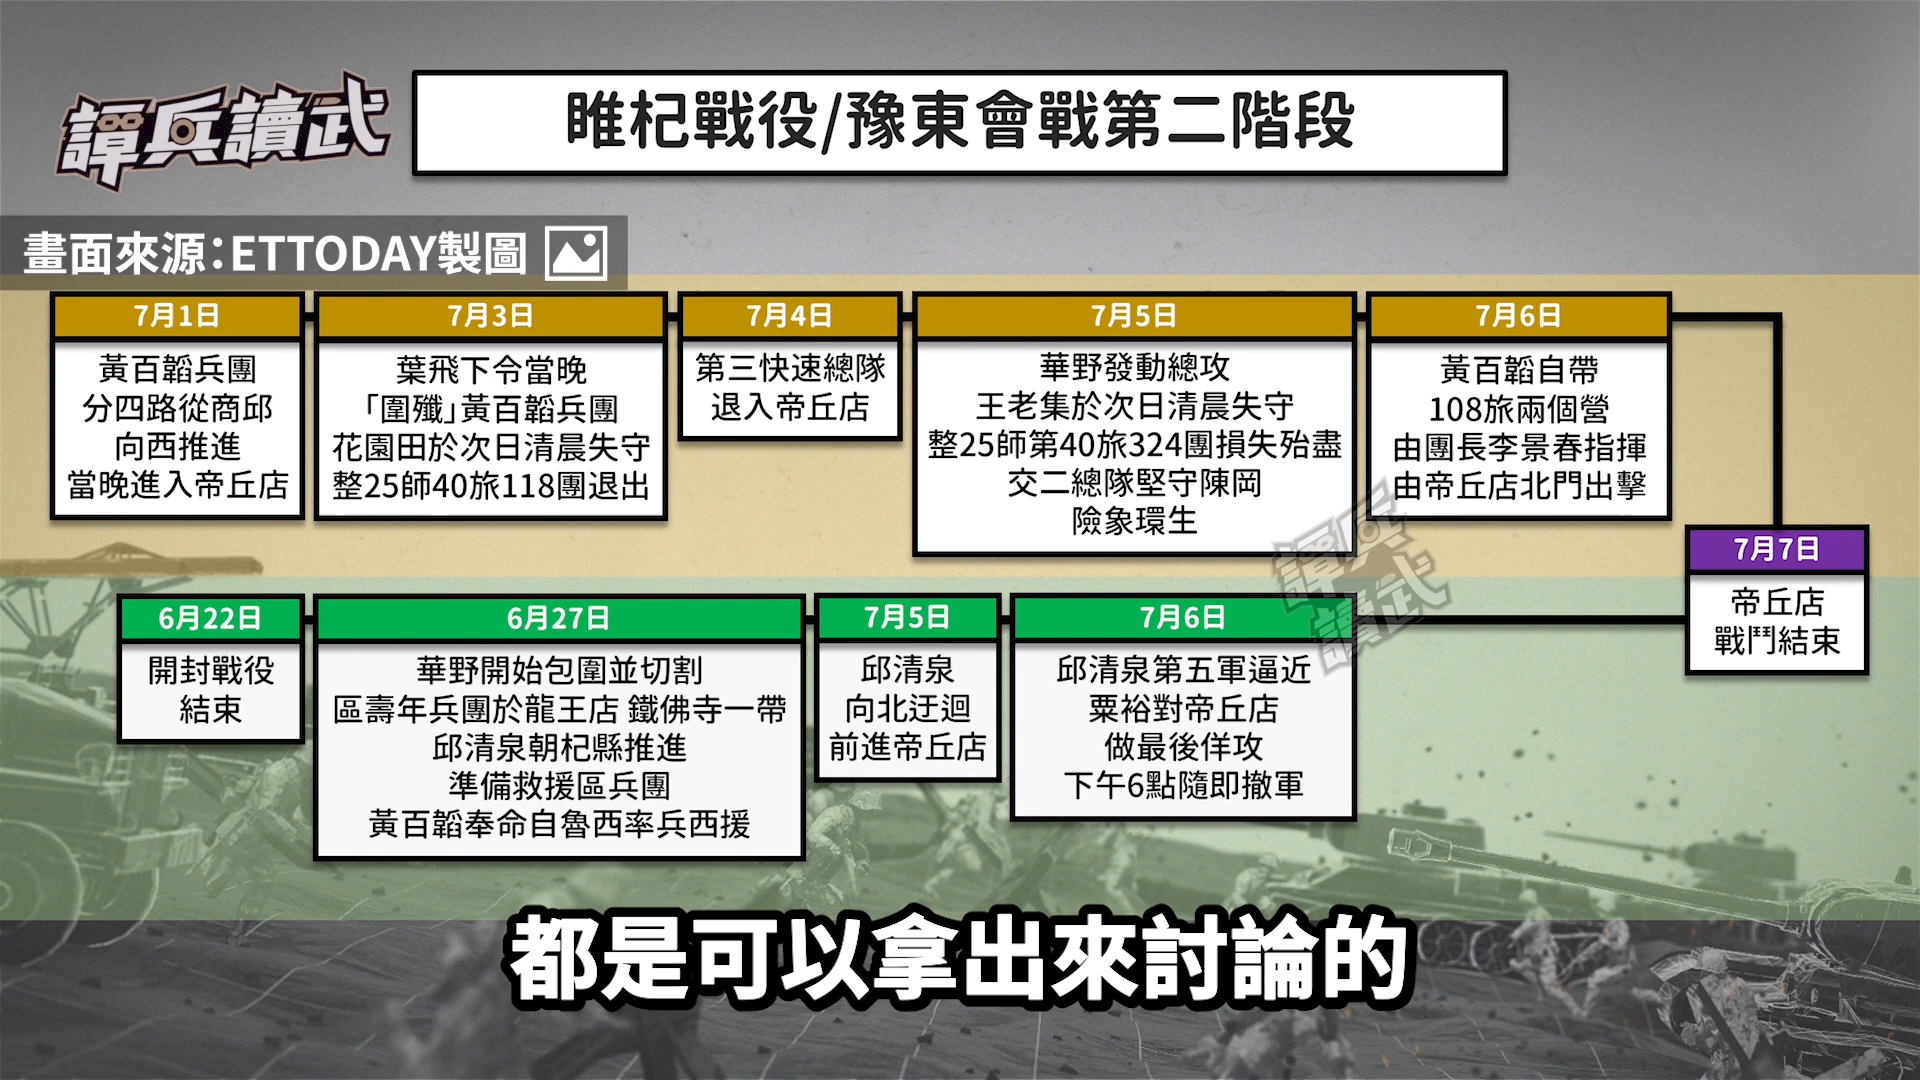 譚兵讀武
睢杞戰役/豫東會戰第二階段
畫面來源：ETTODAY製圖
7月1日
黃百韜兵團
分四路從商邱
向西推進
當晚進入帝丘店
7月3日
葉飛下令當晚
「圍殲」黃百韜兵團
花園田於次日清晨失守
整25師40旅118團退出
7月4日
第三快速總隊
退入帝丘店
7月5日
華野發動總攻
王老集於次日清晨失守
整25師第40旅324團損失殆盡
交二總隊堅守陳岡
險象環生
7月6日
黃百韜自帶
108旅兩個營
由團長李景春指揮
由帝丘店北門出擊
7月7日
帝丘店
戰鬥結束
6月22日
開封戰役
結束
6月27日
華野開始包圍並切割
區壽年兵團於龍王店 鐵佛寺一帶
邱清泉朝杞縣推進
準備救援區兵團
黃百韜奉命自魯西率兵西援
7月5日
邱清泉
向北迂迴
前進帝丘店
7月6日
邱清泉第五軍逼近
粟裕對帝丘店
做最後佯攻
下午6點隨即撤軍
譚兵
讀武
都是可以拿出來討論的